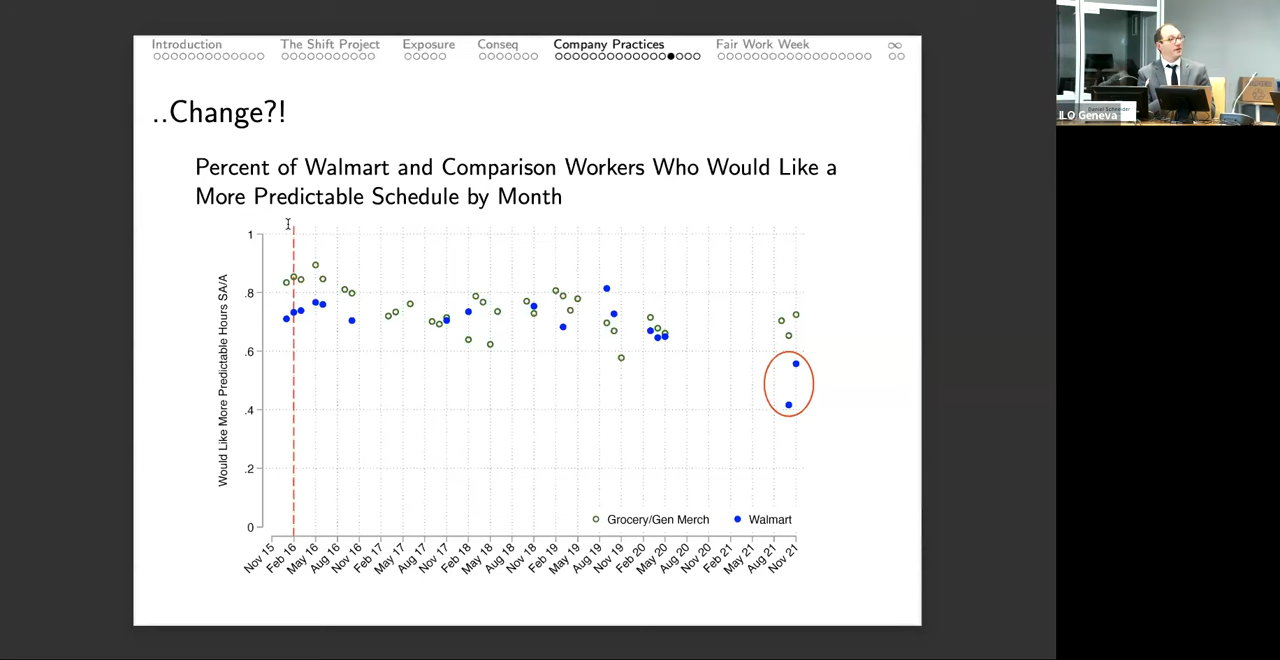 Introduction
The Shift Project
Exposure
Conseq
Company Practices
Fair Work Week
∞
..Change?!
Percent of Walmart and Comparison Workers Who Would Like a
More Predictable Schedule by Month
Would Like More Predictable Hours SA/A
1
.8
.6
.4
.2
0
Grocery/Gen Merch
Walmart
Nov 15
Feb 16
May 16
Aug 16
Nov 16
Feb 17
May 17
Aug 17
Nov 17
Feb 18
May 18
Aug 18
Nov 18
Feb 19
May 19
Aug 19
Nov 19
Feb 20
May 20
Aug 20
Nov 20
Feb 21
May 21
Aug 21
Nov 21
Daniel Schneider
ILO Geneva